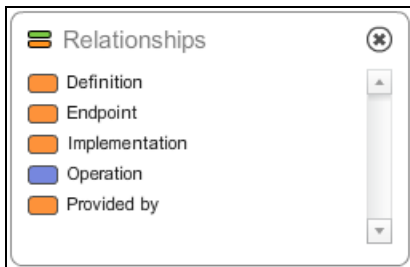 Relationships
Definition
Endpoint
Implementation
Operation
Provided by